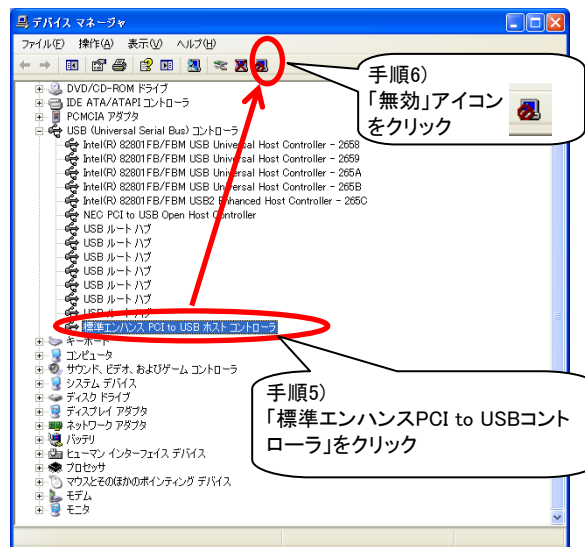 デバイス マネージャ
ファイル(F) 操作(A) 表示(V) ヘルプ(H)
手順6)
「無効」アイコン
をクリック
DVD/CD-ROM ドライブ
IDE ATA/ATAPI コントローラ
PCMCIA アダプタ
USB (Universal Serial Bus) コントローラ
Intel(R) 82801FB/FBM USB Universal Host Controller - 2658
Intel(R) 82801FB/FBM USB Universal Host Controller - 2659
Intel(R) 82801FB/FBM USB Universal Host Controller - 265A
Intel(R) 82801FB/FBM USB Universal Host Controller - 265B
Intel(R) 82801FB/FBM USB2 Enhanced Host Controller - 265C
NEC PCI to USB Open Host Controller
USB ルート ハブ
USB ルート ハブ
USB ルート ハブ
USB ルート ハブ
USB ルート ハブ
USB ルート ハブ
USB ルート ハブ
標準エンハンス PCI to USB ホスト コントローラ
キーボード
コンピュータ
サウンド、ビデオ、およびゲーム コントローラ
システム デバイス
ディスク ドライブ
ディスプレイ アダプタ
ネットワーク アダプタ
バッテリ
ヒューマン インターフェイス デバイス
プロセッサ
マウスとそのほかのポインティング デバイス
モデム
モニタ
手順5)
「標準エンハンスPCI to USBコント
ローラ」をクリック